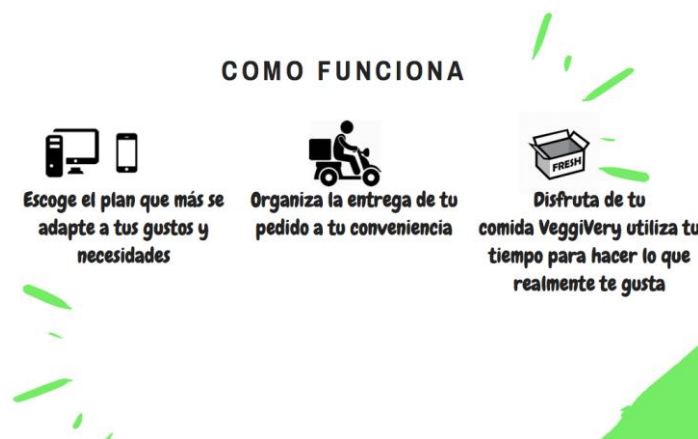 COMO FUNCIONA
Escoge el plan que más se
adapte a tus gustos y
necesidades
Organiza la entrega de tu
pedido a tu conveniencia
FRESH
Disfruta de tu
comida VeggiVery utiliza tu
tiempo para hacer lo que
realmente te gusta